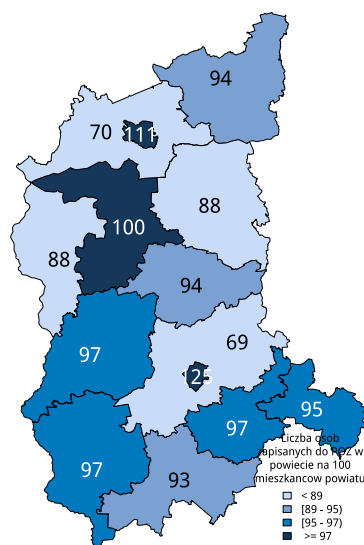 94
70
111
88
100
88
94
69
97
125
95
97
97
93
Liczba osób
zapisanych do POZ w
powiecie na 100
mieszkancow powiatu
< 89
[89 - 95)
[95 - 97)
>= 97